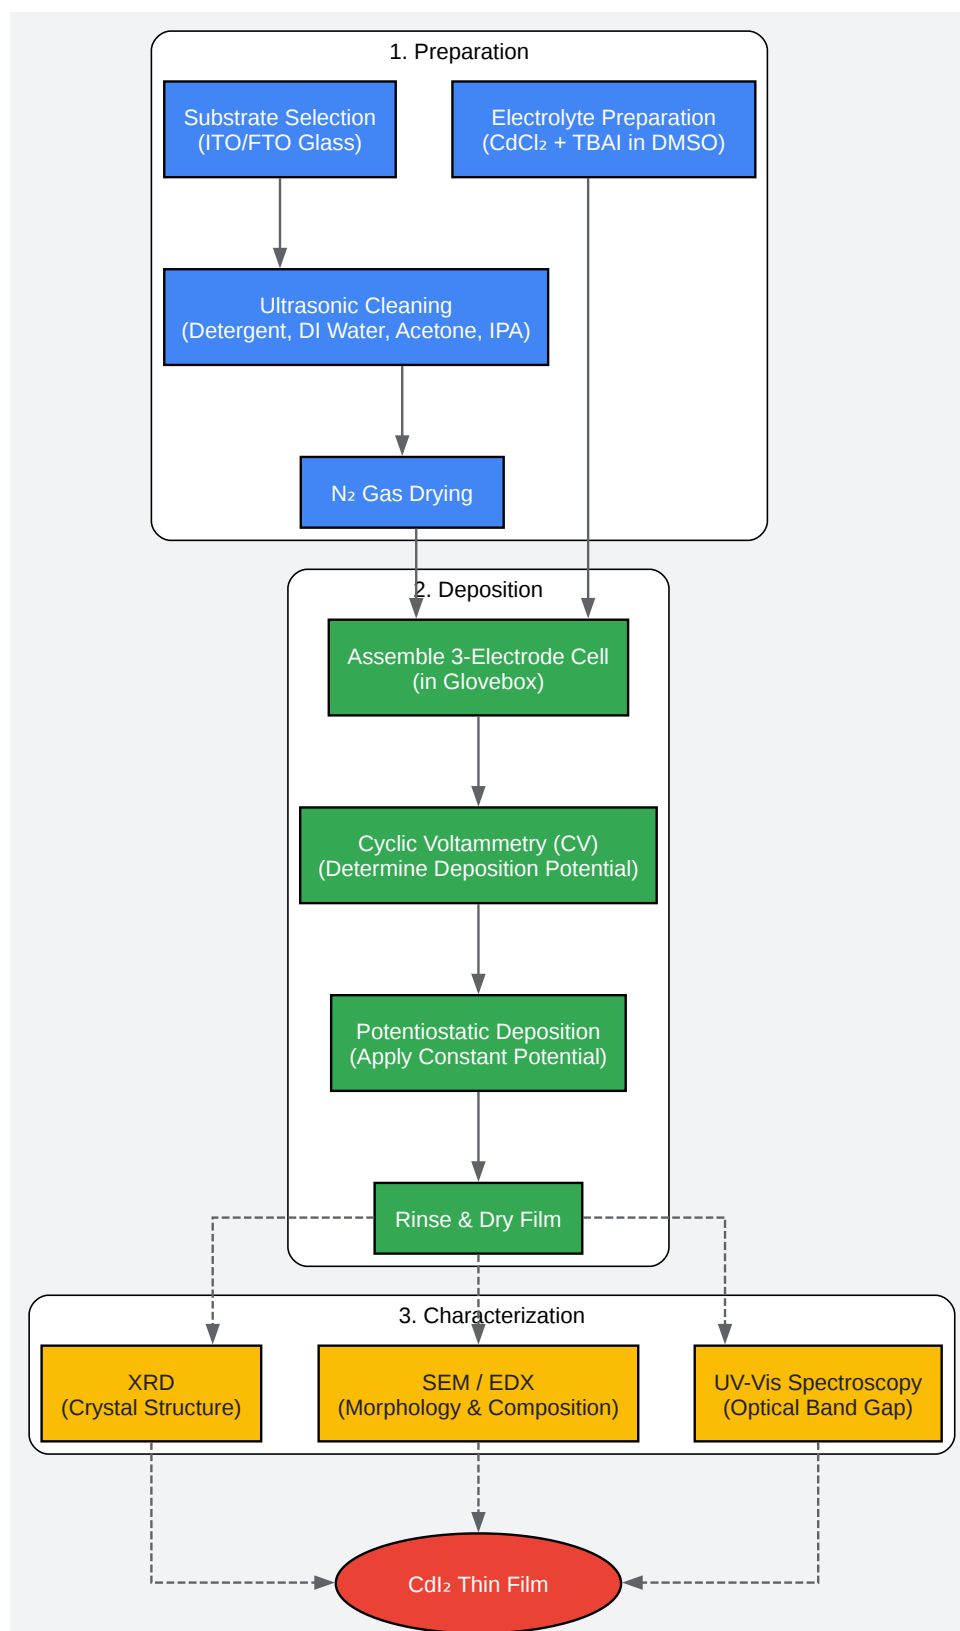 1. Preparation
Substrate Selection
(ITO/FTO Glass)
Electrolyte Preparation
(CdCl₂ + TBAI in DMSO)
Ultrasonic Cleaning
(Detergent, DI Water, Acetone, IPA)
N₂ Gas Drying
2. Deposition
Assemble 3-Electrode Cell
(in Glovebox)
Cyclic Voltammetry (CV)
(Determine Deposition Potential)
Potentiostatic Deposition
(Apply Constant Potential)
Rinse & Dry Film
3. Characterization
XRD
(Crystal Structure)
SEM / EDX
(Morphology & Composition)
UV-Vis Spectroscopy
(Optical Band Gap)
CdI₂ Thin Film